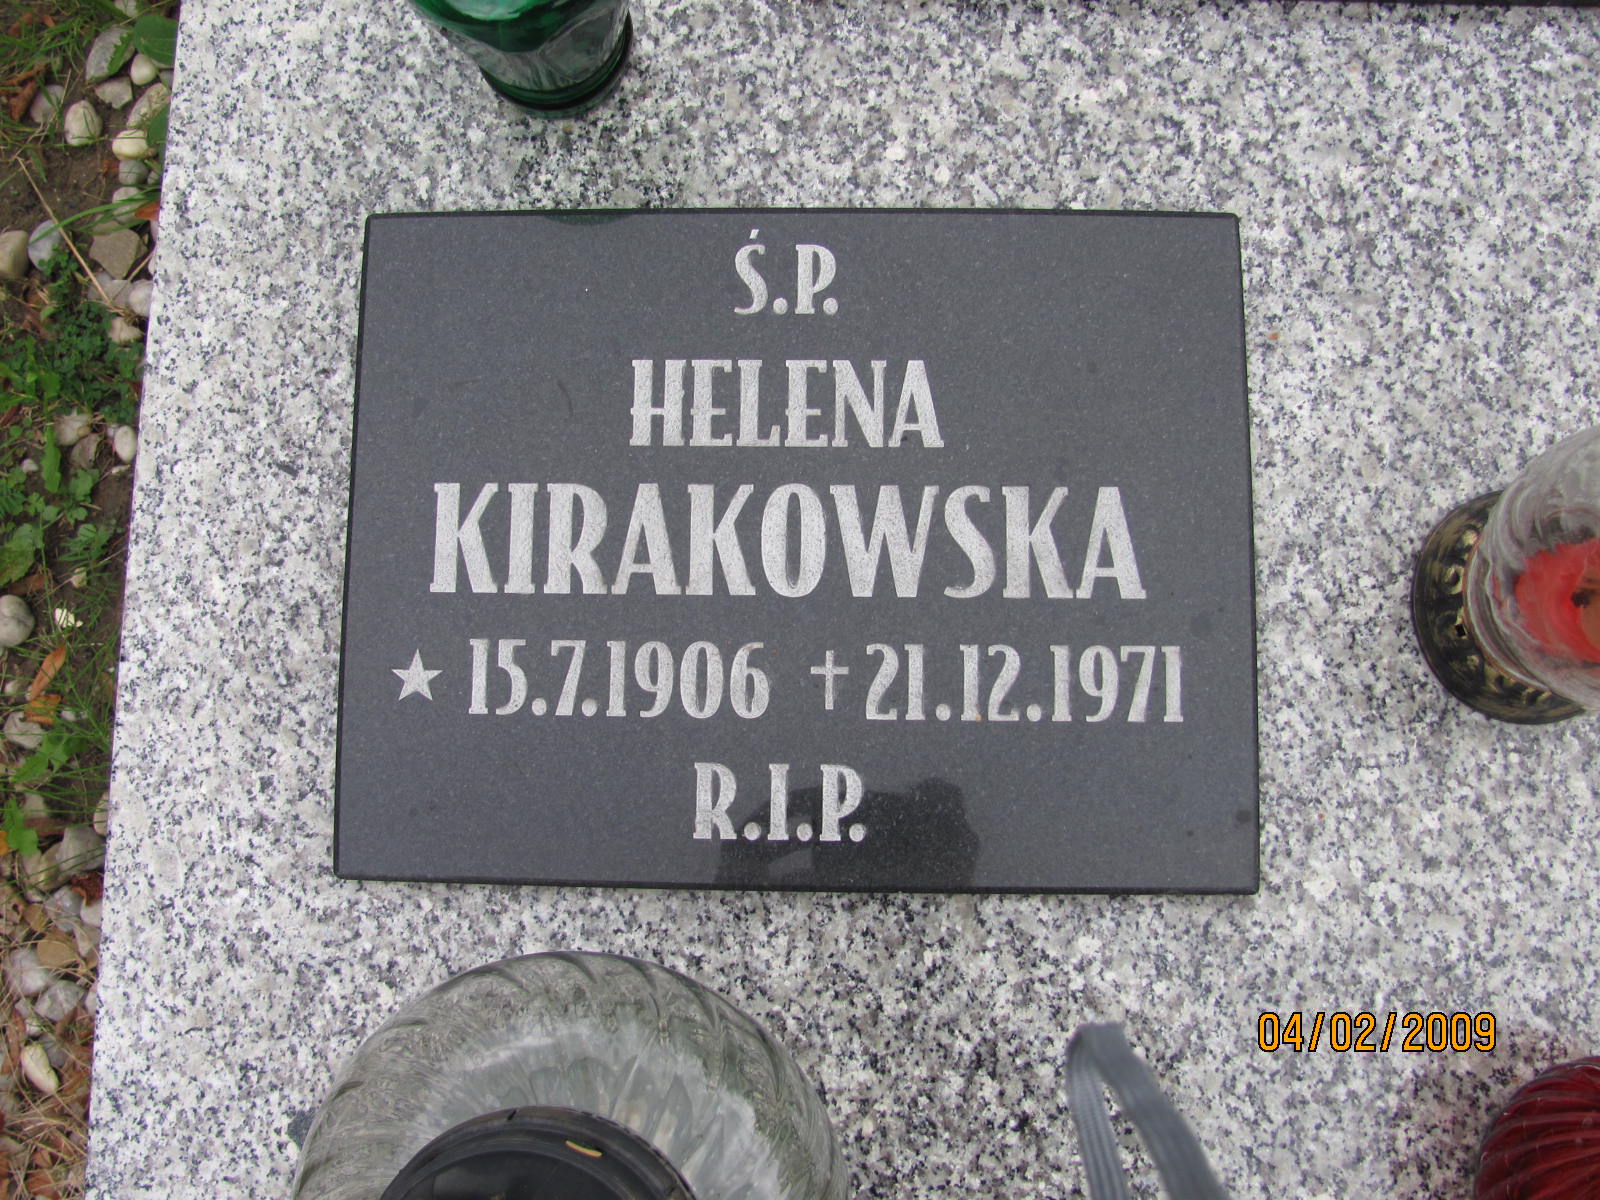 Ś.P.
HELENA
KIRAKOWSKA
★ 15.7.1906 ✝ 21.12.1971
R.I.P.
04/02/2009